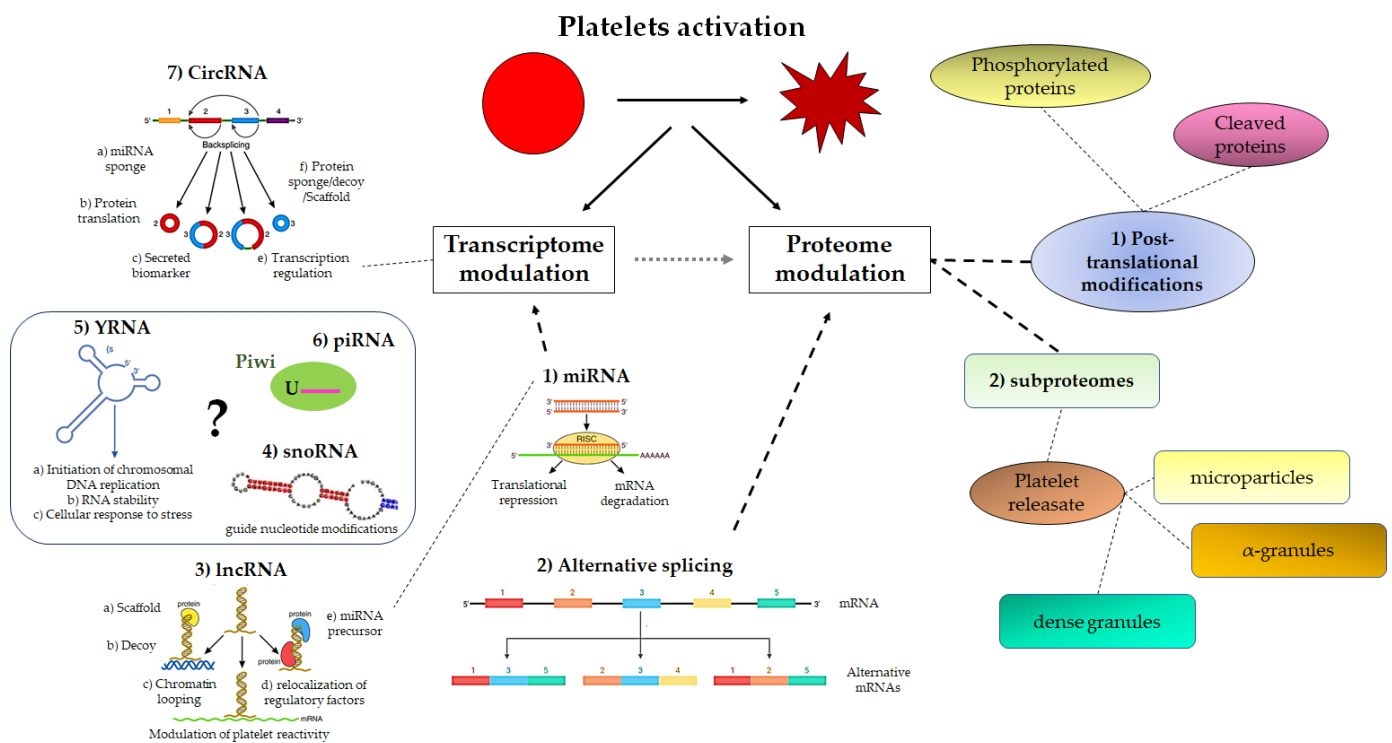 Platelets activation
7) CircRNA
1
2
3
4
5'
3'
Backsplicing
a) miRNA
sponge
f) Protein
sponge/decoy
/Scaffold
b) Protein
translation
2
3
2
3
2
3
c) Secreted
biomarker
e) Transcription
regulation
Transcriptome
modulation
Proteome
modulation
Phosphorylated
proteins
Cleaved
proteins
1) Post-
translational
modifications
2) subproteomes
Platelet
releasate
microparticles
α-granules
dense granules
5) YRNA
(s
5'
3'
6) piRNA
Piwi
U
?
4) snoRNA
a) Initiation of chromosomal
DNA replication
b) RNA stability
c) Cellular response to stress
guide nucleotide modifications
1) miRNA
3'
5'
5'
3'
RISC
3'
5'
5'
AAAAAA
Translational
repression
mRNA
degradation
3) lncRNA
a) Scaffold
protein
protein
e) miRNA
precursor
b) Decoy
protein
c) Chromatin
looping
d) relocalization of
regulatory factors
mRNA
Modulation of platelet reactivity
2) Alternative splicing
1
2
3
4
5
5'
3'
mRNA
1
3
5
2
3
4
1
2
5
Alternative
mRNAs